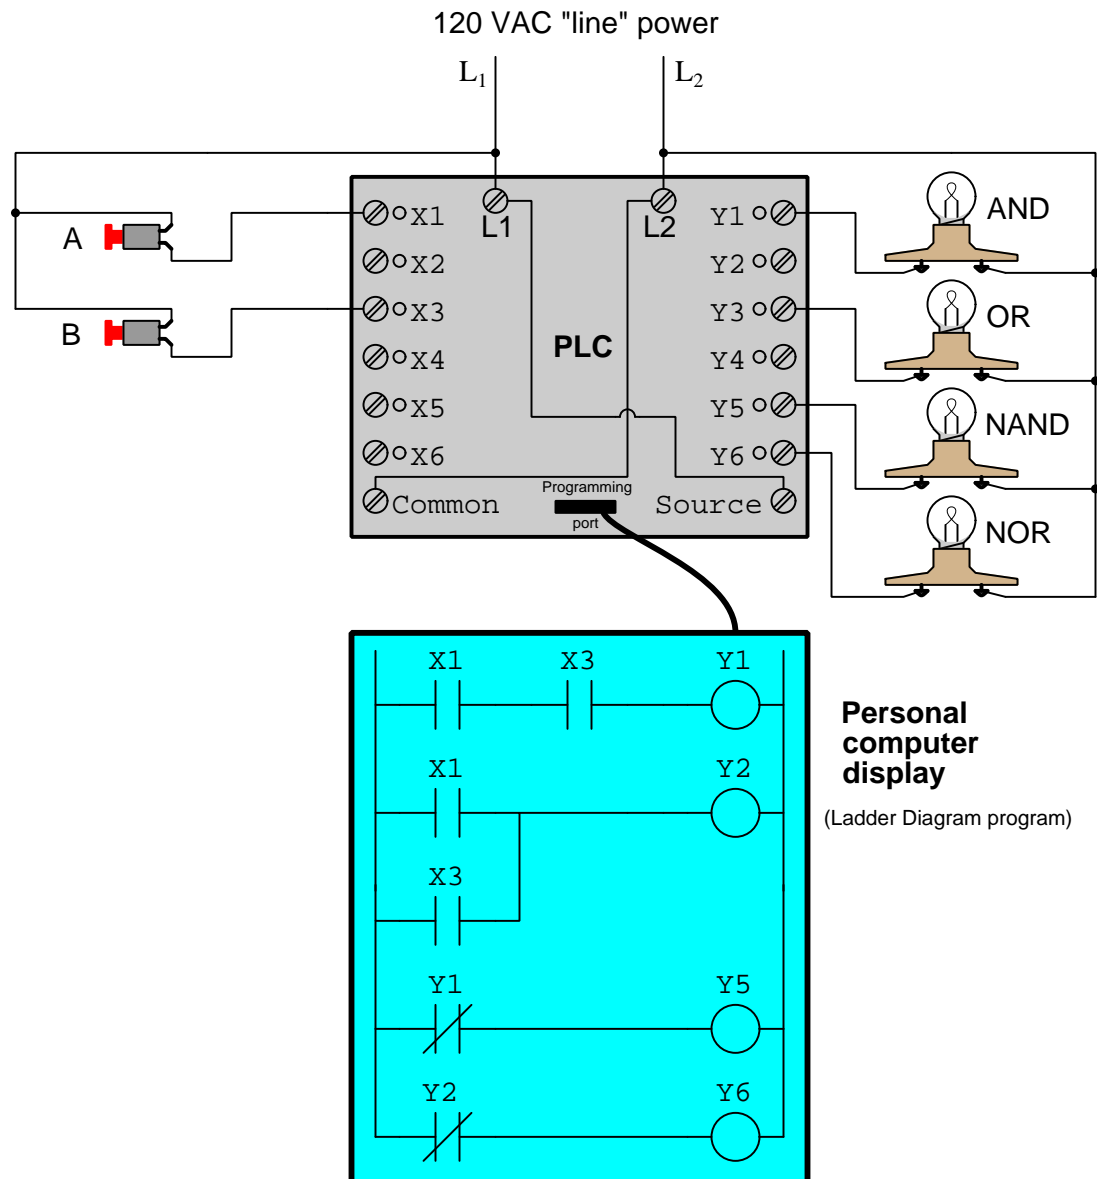 120 VAC "line" power
L1 L2
A
B
X1
X2
X3
X4
X5
X6
Common
L1
L2
PLC
Programming
port
Y1
Y2
Y3
Y4
Y5
Y6
Source
AND
OR
NAND
NOR
X1 X3 Y1
X1 Y2
X3
Y1 Y5
Y2 Y6
Personal
computer
display
(Ladder Diagram program)